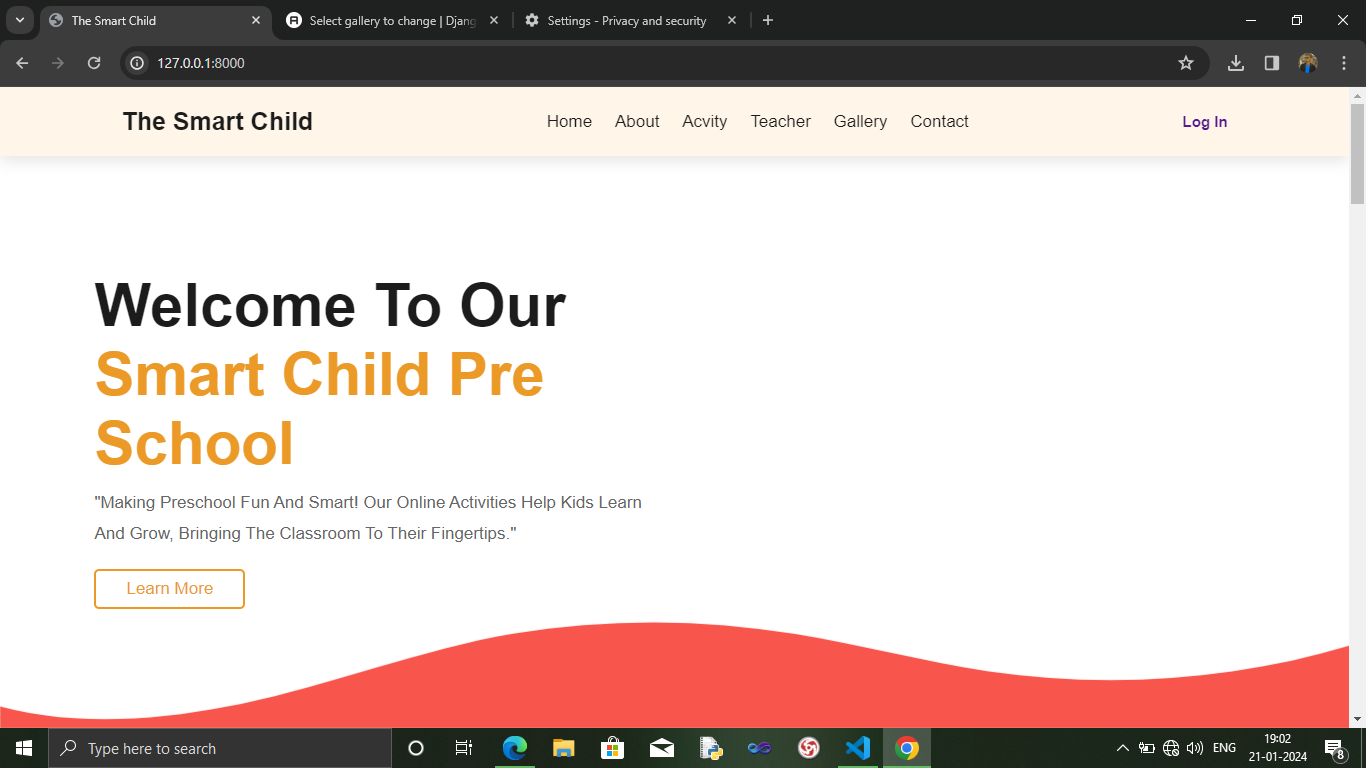 The Smart Child
Select gallery to change | Djang
Settings - Privacy and security
127.0.0.1:8000
The Smart Child
Home About Acvity Teacher Gallery Contact
Log In
Welcome To Our
Smart Child Pre
School
"Making Preschool Fun And Smart! Our Online Activities Help Kids Learn
And Grow, Bringing The Classroom To Their Fingertips."
Learn More
Type here to search
ENG
19:02
21-01-2024
8